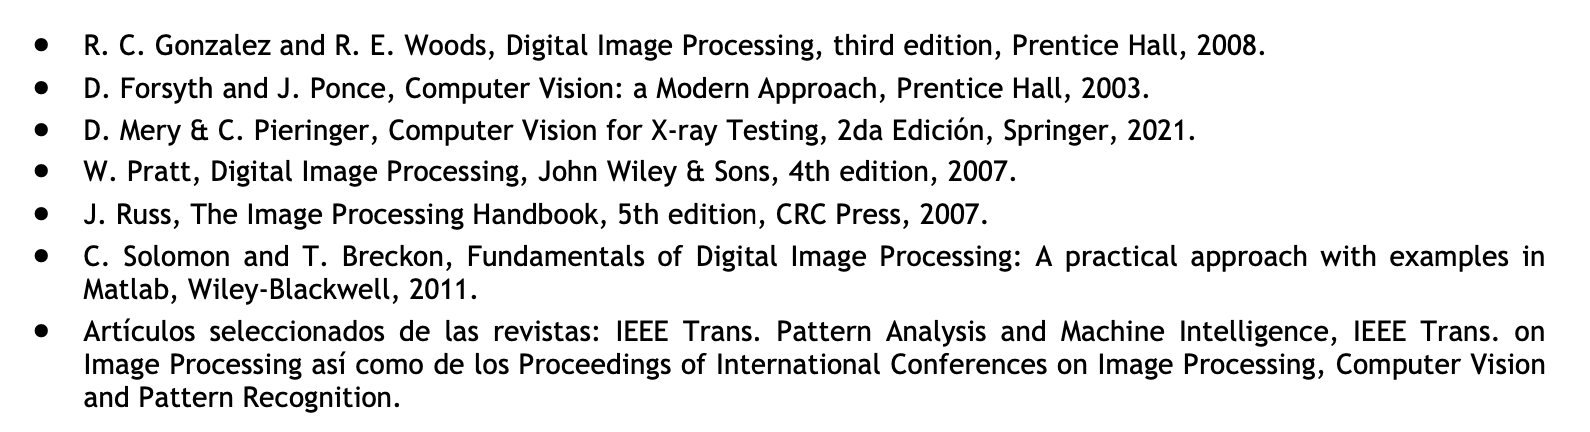 • R. C. Gonzalez and R. E. Woods, Digital Image Processing, third edition, Prentice Hall, 2008.
• D. Forsyth and J. Ponce, Computer Vision: a Modern Approach, Prentice Hall, 2003.
• D. Mery & C. Pieringer, Computer Vision for X-ray Testing, 2da Edición, Springer, 2021.
• W. Pratt, Digital Image Processing, John Wiley & Sons, 4th edition, 2007.
• J. Russ, The Image Processing Handbook, 5th edition, CRC Press, 2007.
• C. Solomon and T. Breckon, Fundamentals of Digital Image Processing: A practical approach with examples in
Matlab, Wiley-Blackwell, 2011.
• Artículos seleccionados de las revistas: IEEE Trans. Pattern Analysis and Machine Intelligence, IEEE Trans. on
Image Processing así como de los Proceedings of International Conferences on Image Processing, Computer Vision
and Pattern Recognition.